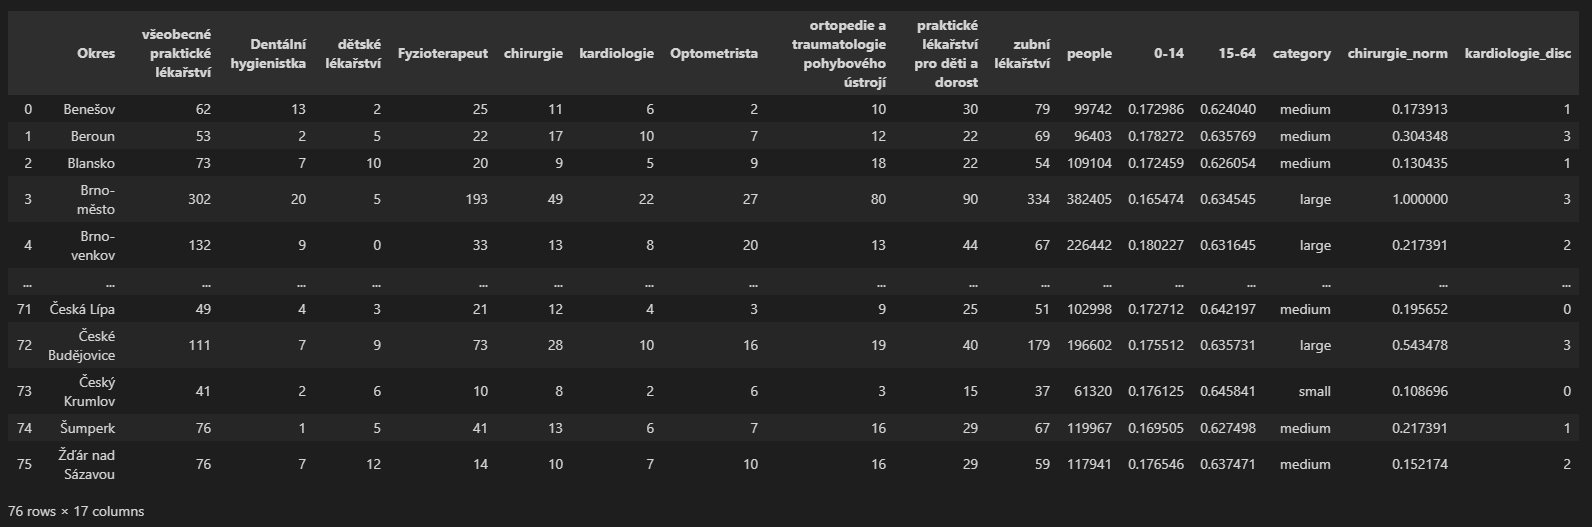 Okres všeobecné praktické lékařství Dentální hygienistka dětské lékařství Fyzioterapeut chirurgie kardiologie Optometrista ortopedie a traumatologie pohybového ústrojí praktické lékařství pro děti a dorost zubní lékařství people 0-14 15-64 category chirurgie_norm kardiologie_disc
0 Benešov 62 13 2 25 11 6 2 10 30 79 99742 0.172986 0.624040 medium 0.173913 1
1 Beroun 53 2 5 22 17 10 7 12 22 69 96403 0.178272 0.635769 medium 0.304348 3
2 Blansko 73 7 10 20 9 5 9 18 22 54 109104 0.172459 0.626054 medium 0.130435 1
3 Brno-město 302 20 5 193 49 22 27 80 90 334 382405 0.165474 0.634545 large 1.000000 3
4 Brno-venkov 132 9 0 33 13 8 20 13 44 67 226442 0.180227 0.631645 large 0.217391 2
... ... ... ... ... ... ... ... ... ... ... ... ... ... ... ... ... ...
71 Česká Lípa 49 4 3 21 12 4 3 9 25 51 102998 0.172712 0.642197 medium 0.195652 0
72 České Budějovice 111 7 9 73 28 10 16 19 40 179 196602 0.175512 0.635731 large 0.543478 3
73 Český Krumlov 41 2 6 10 8 2 6 3 15 37 61320 0.176125 0.645841 small 0.108696 0
74 Šumperk 76 1 5 41 13 6 7 16 29 67 119967 0.169505 0.627498 medium 0.217391 1
75 Žďár nad Sázavou 76 7 12 14 10 7 10 16 29 59 117941 0.176546 0.637471 medium 0.152174 2
76 rows × 17 columns